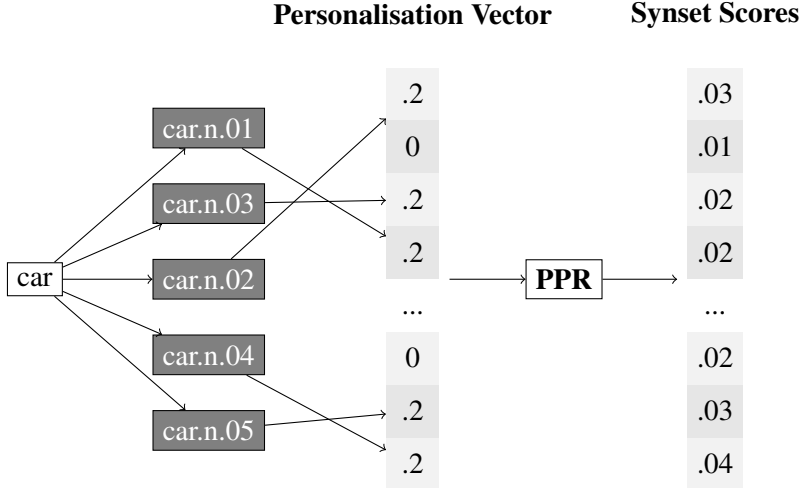 Personalisation Vector
Synset Scores
car
car.n.01
car.n.03
car.n.02
car.n.04
car.n.05
.2
0
.2
.2
...
0
.2
.2
PPR
.03
.01
.02
.02
...
.02
.03
.04